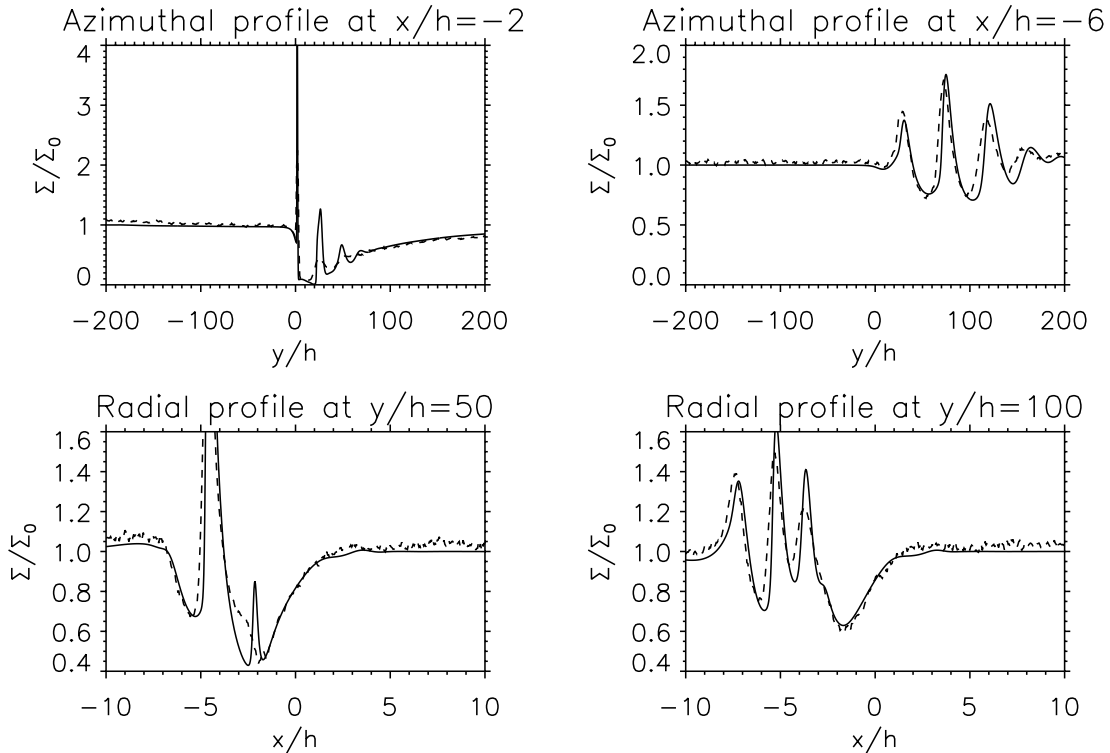 Azimuthal profile at x/h=−2
4
3
2
1
0
Σ/Σ0
−200 −100 0 100 200
y/h
Azimuthal profile at x/h=−6
2.0
1.5
1.0
0.5
0.0
Σ/Σ0
−200 −100 0 100 200
y/h
Radial profile at y/h=50
1.6
1.4
1.2
1.0
0.8
0.6
0.4
Σ/Σ0
−10 −5 0 5 10
x/h
Radial profile at y/h=100
1.6
1.4
1.2
1.0
0.8
0.6
0.4
Σ/Σ0
−10 −5 0 5 10
x/h